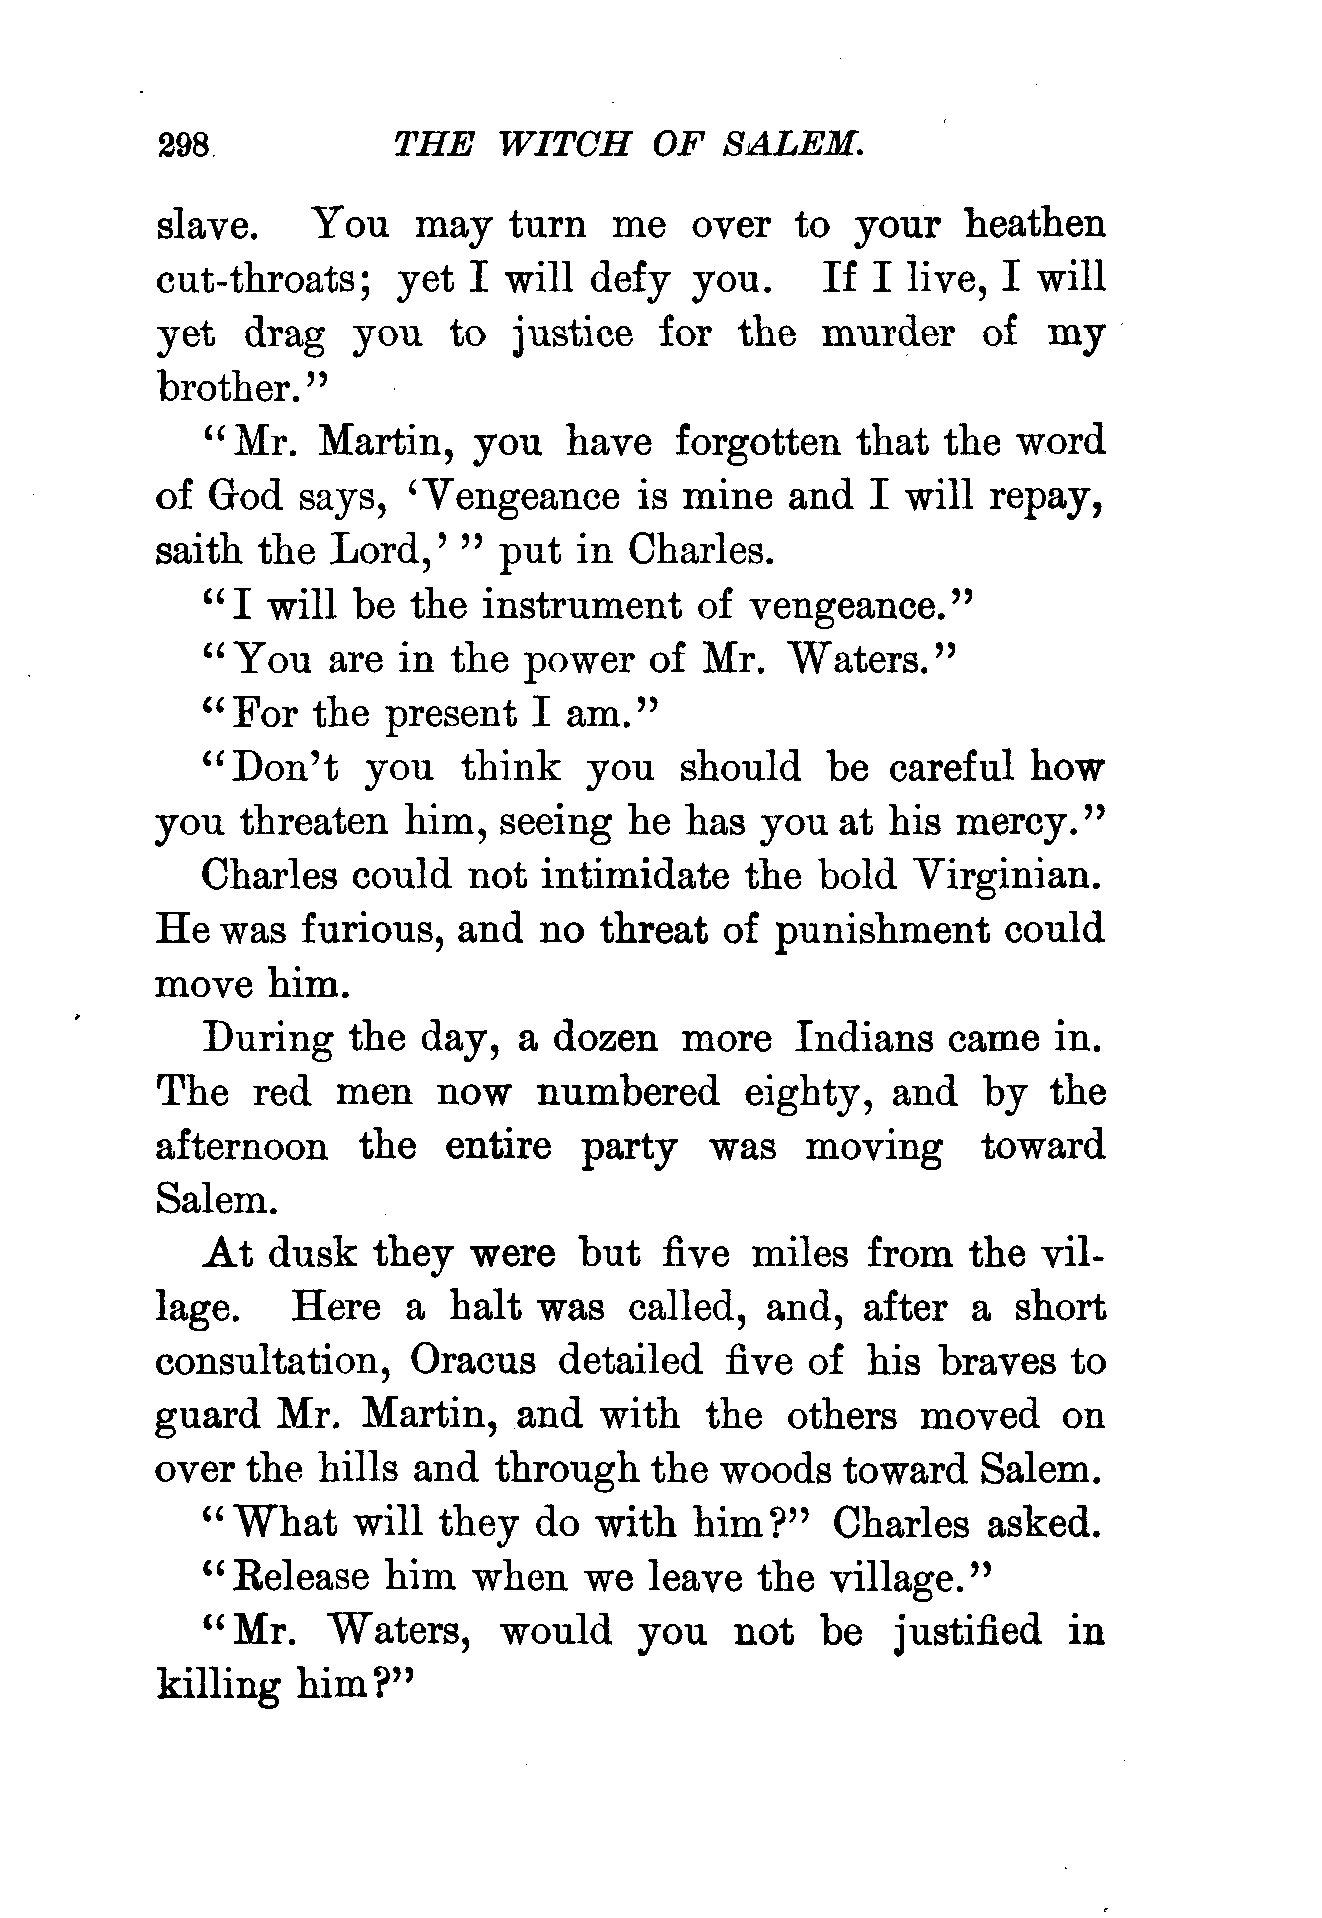 298 THE WITCH OF SALEM.
slave. You may turn me over to your heathen
cut-throats; yet I will defy you. If I live, I will
yet drag you to justice for the murder of my
brother."
"Mr. Martin, you have forgotten that the word
of God says, 'Vengeance is mine and I will repay,
saith the Lord,' " put in Charles.
"I will be the instrument of vengeance."
"You are in the power of Mr. Waters."
"For the present I am."
"Don't you think you should be careful how
you threaten him, seeing he has you at his mercy."
Charles could not intimidate the bold Virginian.
He was furious, and no threat of punishment could
move him.
During the day, a dozen more Indians came in.
The red men now numbered eighty, and by the
afternoon the entire party was moving toward
Salem.
At dusk they were but five miles from the vil-
lage. Here a halt was called, and, after a short
consultation, Oracus detailed five of his braves to
guard Mr. Martin, and with the others moved on
over the hills and through the woods toward Salem.
"What will they do with him?" Charles asked.
"Release him when we leave the village."
"Mr. Waters, would you not be justified in
killing him?"